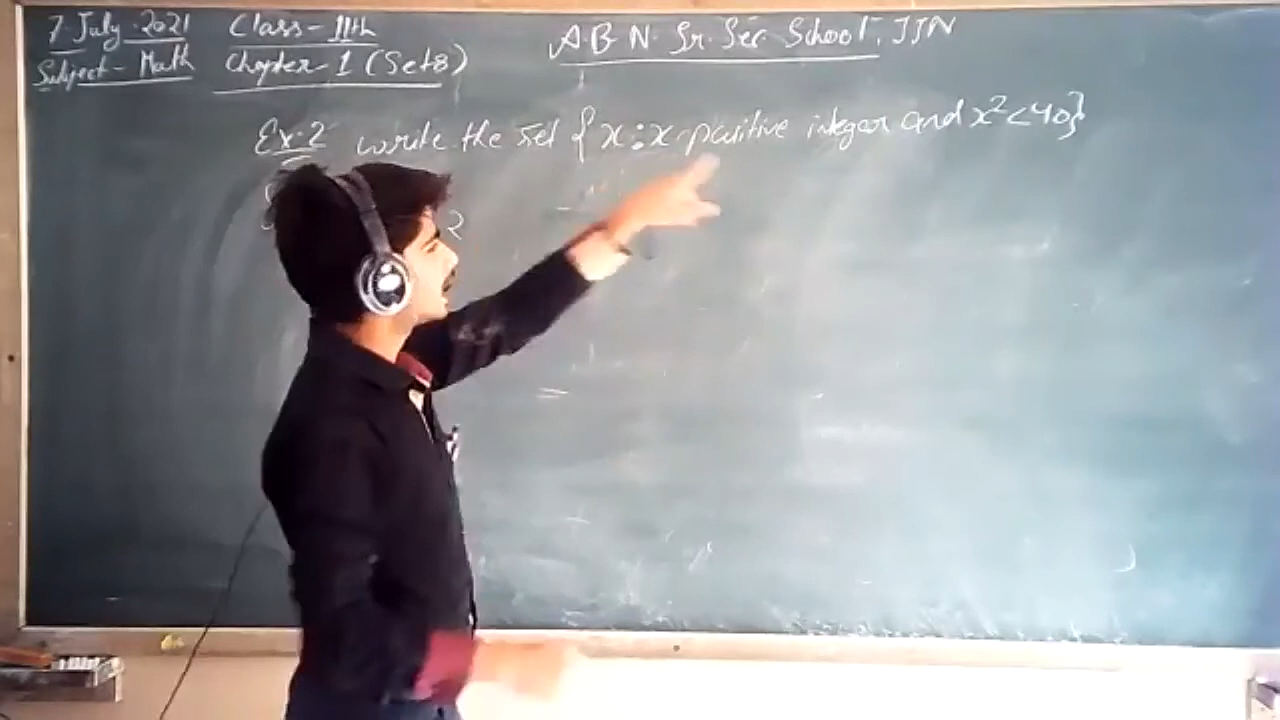 7 July 2021 Class-11th A.B.N. Sr. Sec School, JJN
Subject- Math Chapter-1 (Sets)
Ex.2 write the set {x : x positive integer and x² < 40}
2